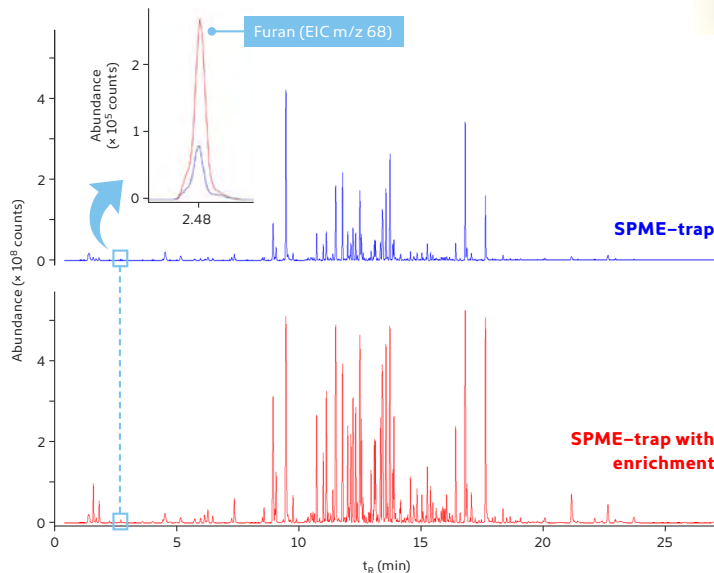 Furan (EIC m/z 68)
Abundance
(× 10⁵ counts)
2
1
0
2.48
4
2
0
SPME–trap
Abundance (× 10⁸ counts)
4
2
0
SPME–trap with
enrichment
0
5
10
15
20
25
tR (min)